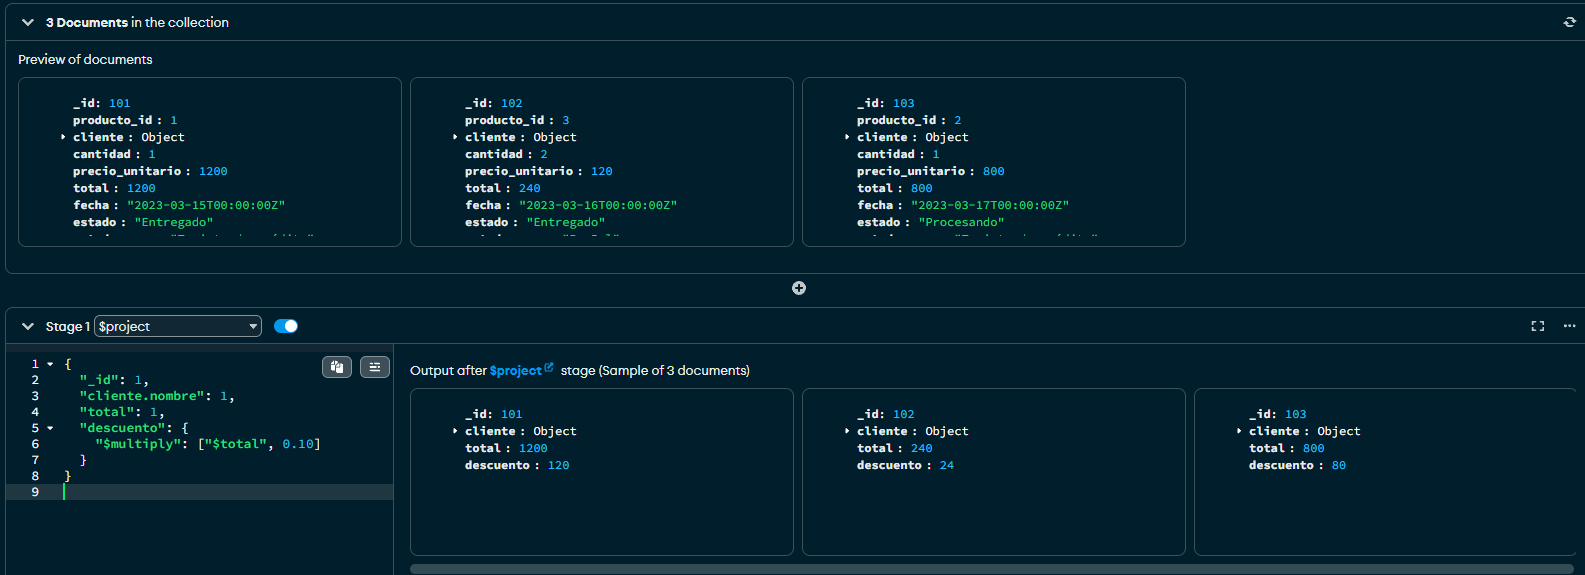 3 Documents in the collection
Preview of documents
_id: 101
producto_id : 1
cliente : Object
cantidad : 1
precio_unitario : 1200
total : 1200
fecha : "2023-03-15T00:00:00Z"
estado : "Entregado"
_id: 102
producto_id : 3
cliente : Object
cantidad : 2
precio_unitario : 120
total : 240
fecha : "2023-03-16T00:00:00Z"
estado : "Entregado"
_id: 103
producto_id : 2
cliente : Object
cantidad : 1
precio_unitario : 800
total : 800
fecha : "2023-03-17T00:00:00Z"
estado : "Procesando"
Stage 1 $project
1 {
2 "_id": 1,
3 "cliente.nombre": 1,
4 "total": 1,
5 "descuento": {
6 "$multiply": ["$total", 0.10]
7 }
8 }
9
Output after $project stage (Sample of 3 documents)
_id: 101
cliente : Object
total : 1200
descuento : 120
_id: 102
cliente : Object
total : 240
descuento : 24
_id: 103
cliente : Object
total : 800
descuento : 80